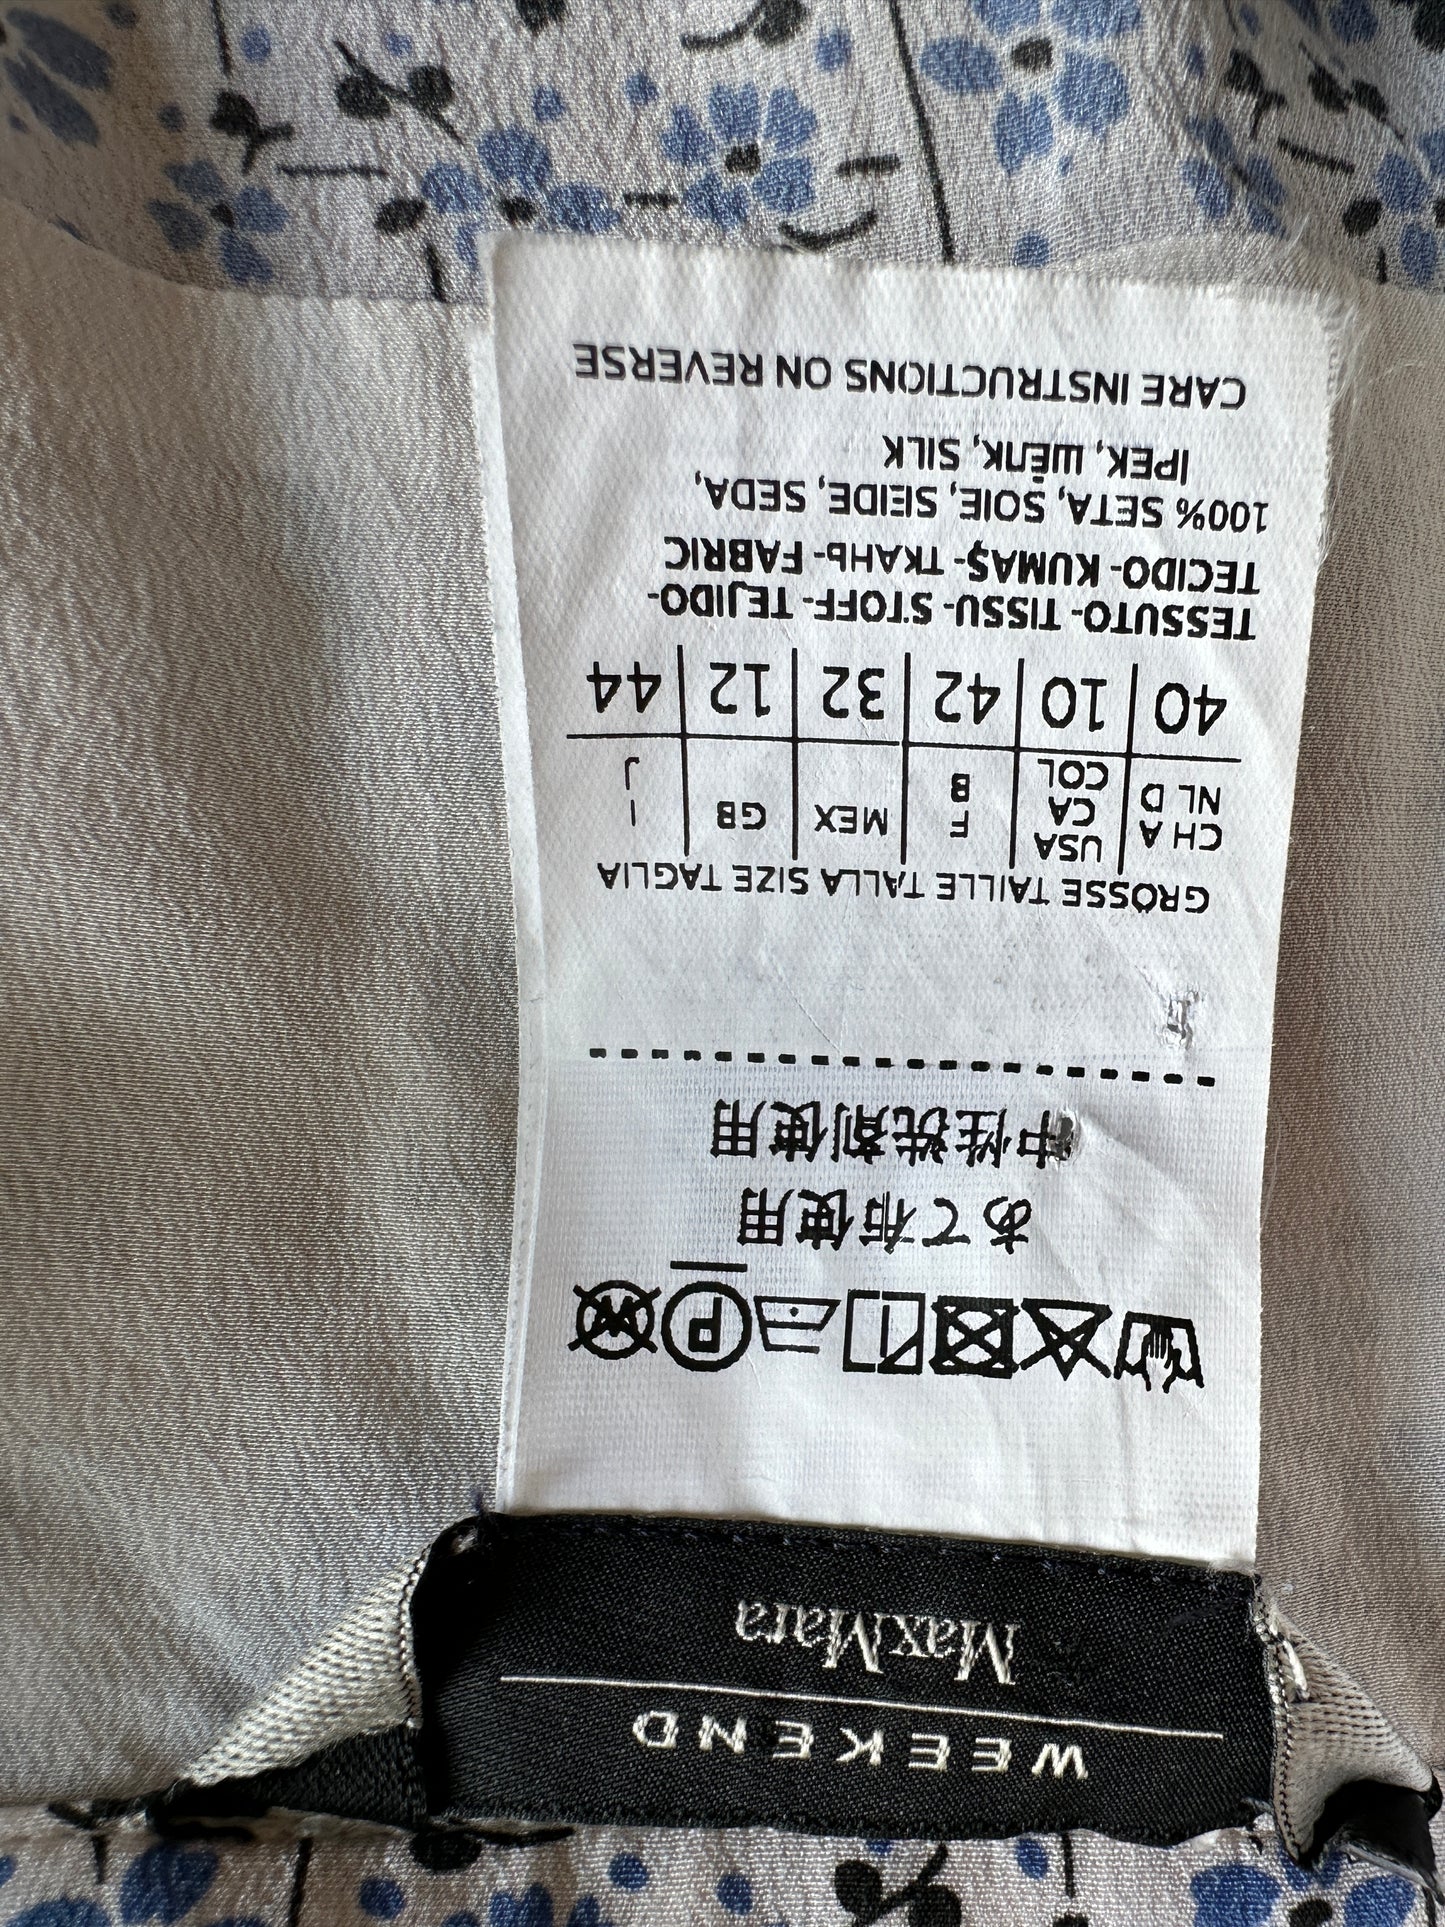 WEEKEND
MaxMara
あて布使用
中性洗剤使用
GRÖSSE TAILLE TALLA SIZE TAGLIA
CH A USA F MEX GB I
NL D CA B J
COL
40 10 42 32 12 44
TESSUTO-TISSU-STOFF-TEJIDO-
TECIDO-KUMAŞ-ТКАНЬ-FABRIC
100% SETA, SOIE, SEIDE, SEDA,
IPEK, ШЁЛК, SILK
CARE INSTRUCTIONS ON REVERSE